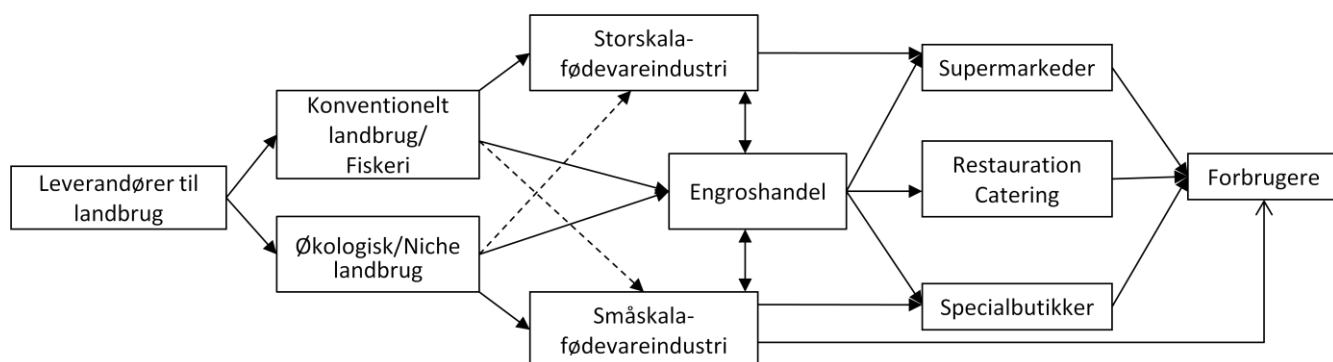 Leverandører til
landbrug
Konventionelt
landbrug/
Fiskeri
Økologisk/Niche
landbrug
Storskala-
fødevareindustri
Engroshandel
Småskala-
fødevareindustri
Supermarkeder
Restauration
Catering
Specialbutikker
Forbrugere